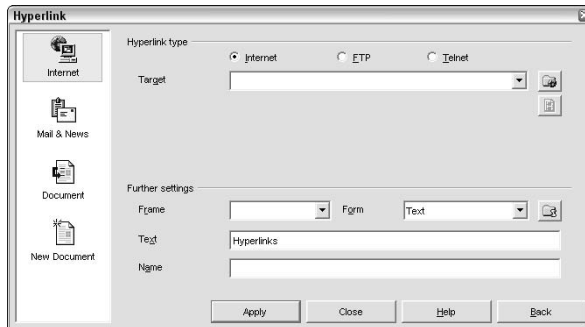 Hyperlink
Internet
Mail & News
Document
New Document
Hyperlink type
Internet FTP Telnet
Target
Further settings
Frame Form Text
Text Hyperlinks
Name
Apply Close Help Back